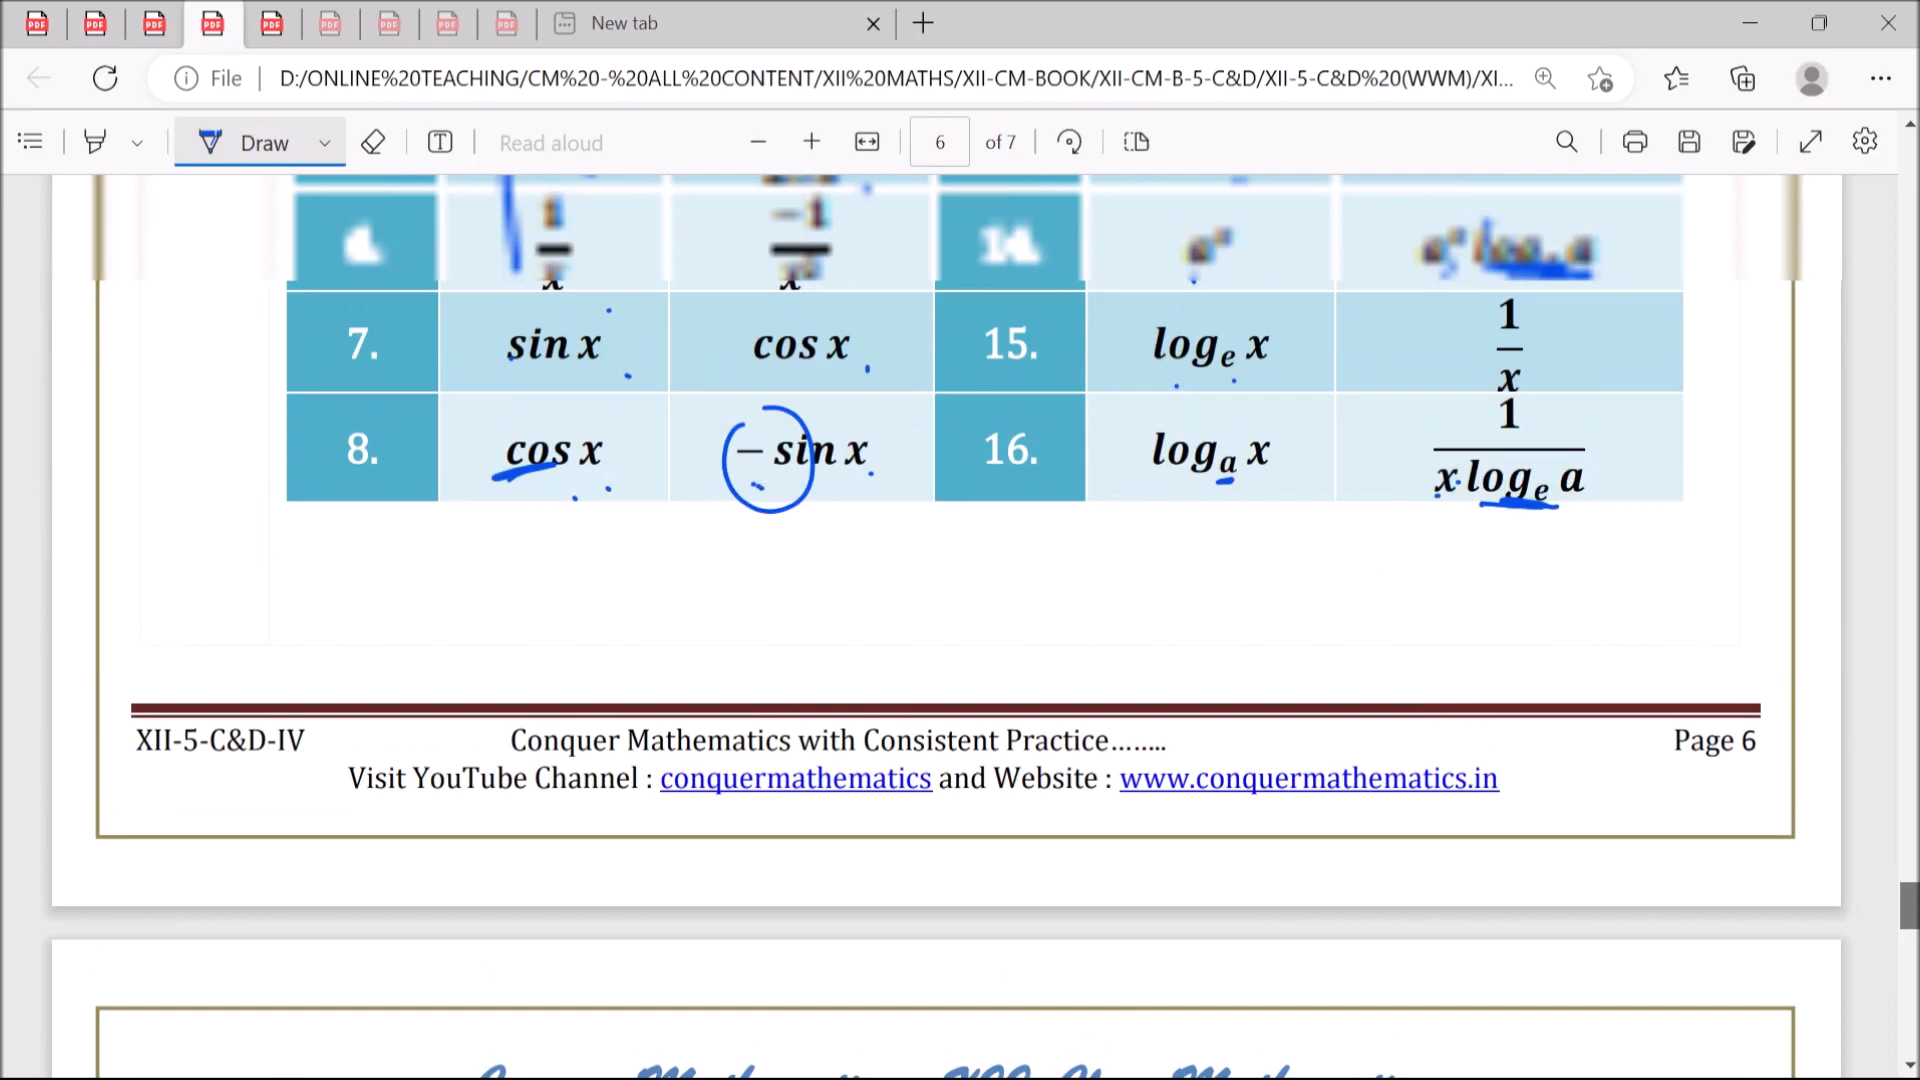 New tab
File D:/ONLINE%20TEACHING/CM%20-%20ALL%20CONTENT/XII%20MATHS/XII-CM-BOOK/XII-CM-B-5-C&D/XII-5-C&D%20(WWM)/XI...
Draw Read aloud 6 of 7
1/x -1/x² a^x
7. sin x cos x 15. logₑ x 1/x
8. cos x − sin x 16. logₐ x 1/(x logₑ a)
XII-5-C&D-IV Conquer Mathematics with Consistent Practice........ Page 6
Visit YouTube Channel : conquermathematics and Website : www.conquermathematics.in